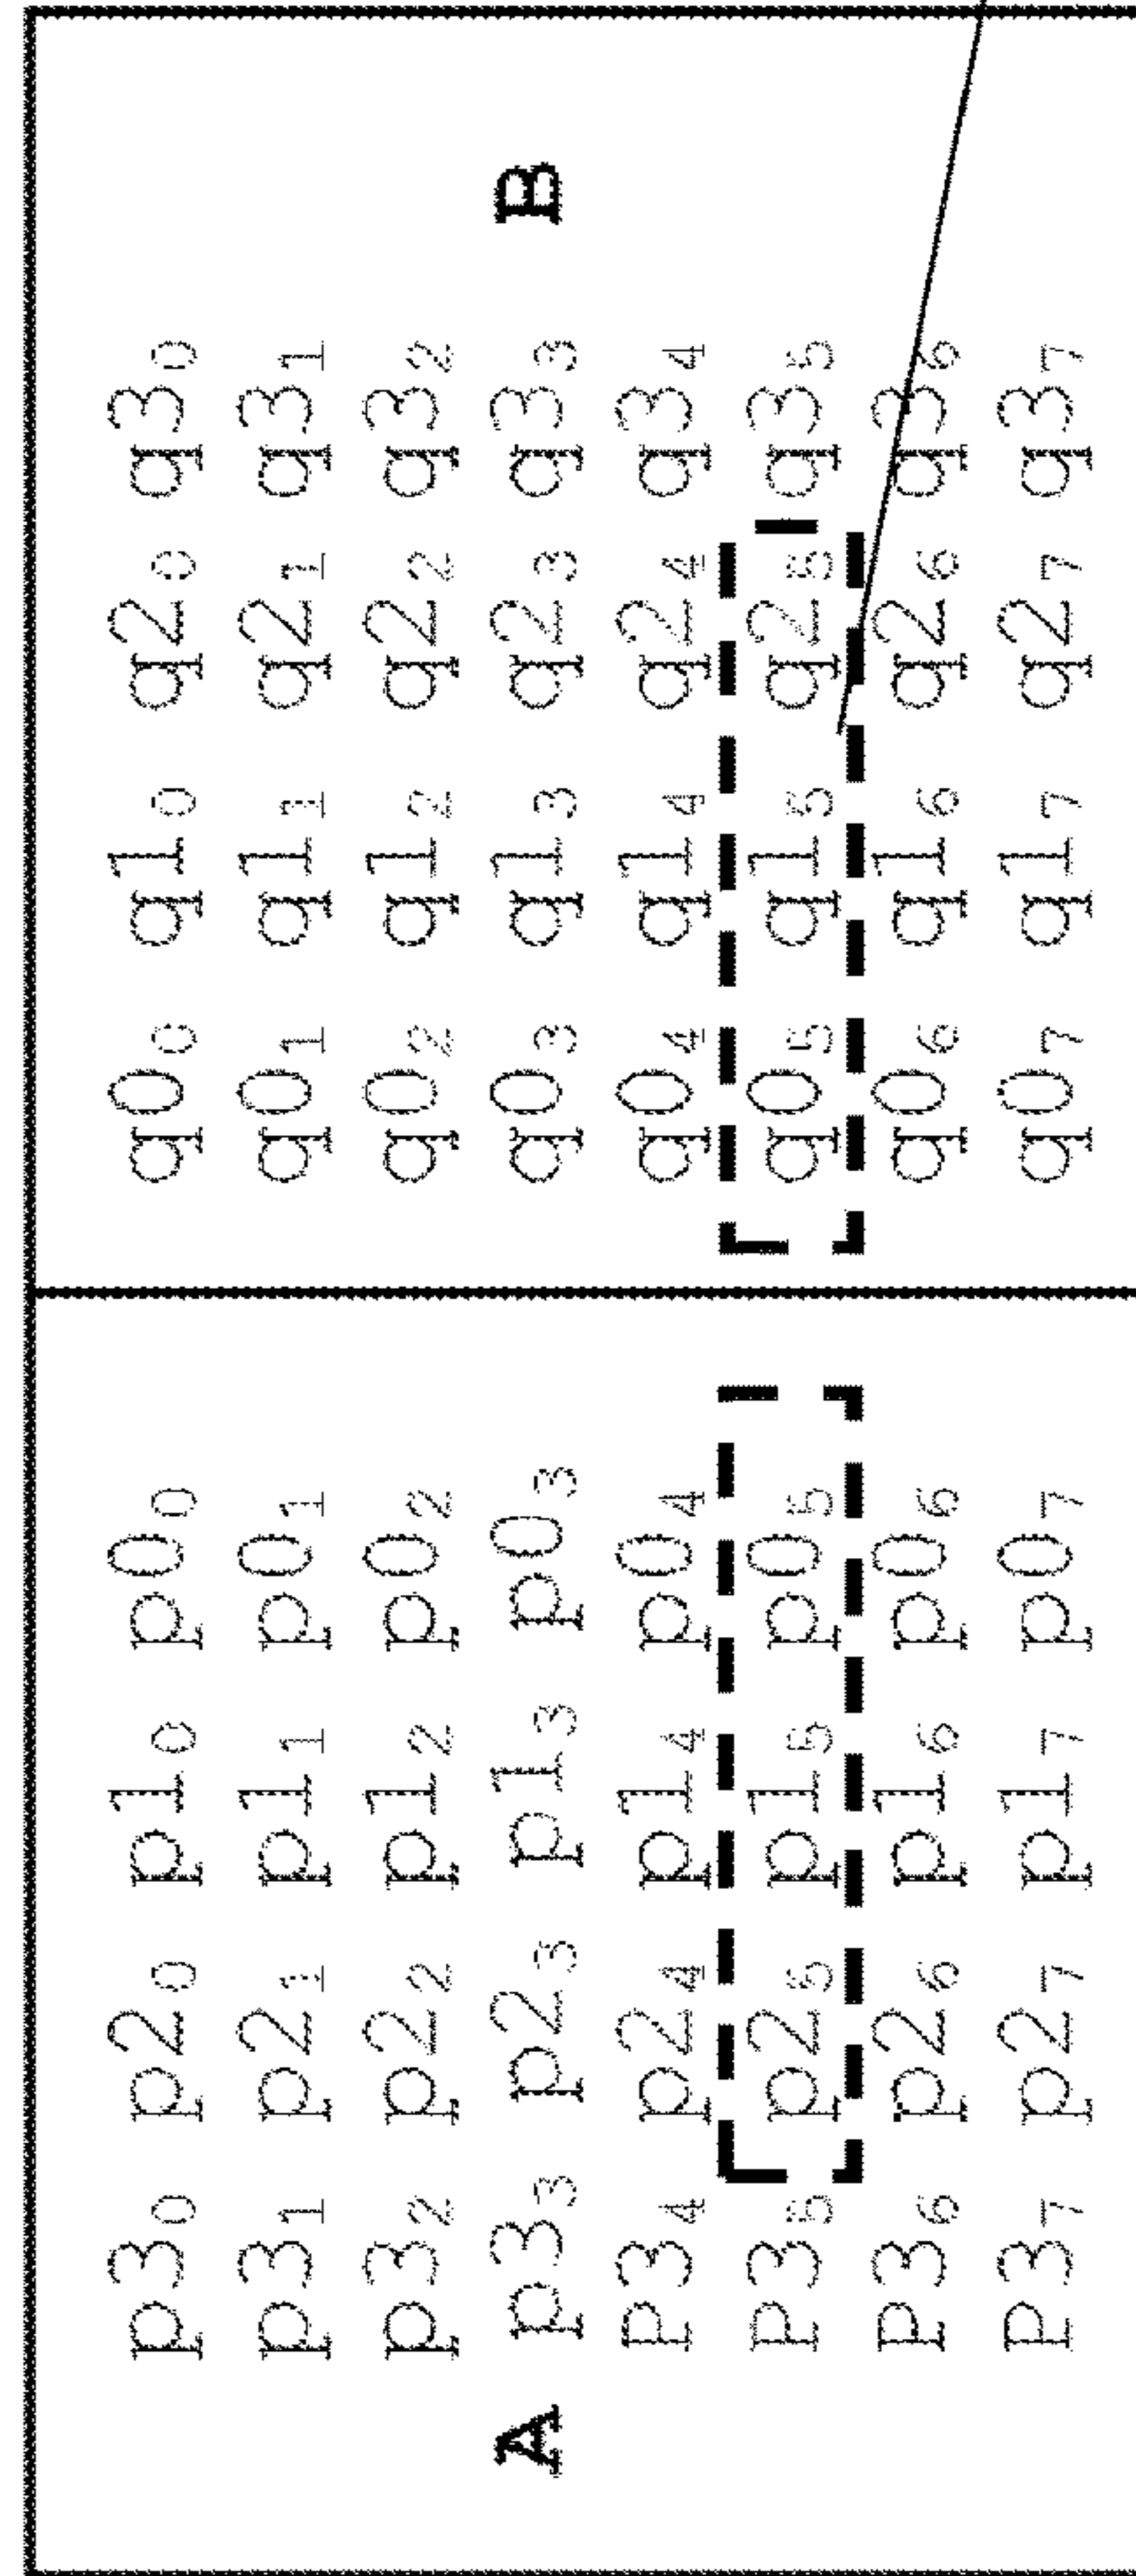 p3₀ p2₀ p1₀ p0₀ q0₀ q1₀ q2₀ q3₀
p3₁ p2₁ p1₁ p0₁ q0₁ q1₁ q2₁ q3₁
p3₂ p2₂ p1₂ p0₂ q0₂ q1₂ q2₂ q3₂
A p3₃ p2₃ p1₃ p0₃ q0₃ q1₃ q2₃ q3₃ B
P3₄ p2₄ p1₄ p0₄ q0₄ q1₄ q2₄ q3₄
P3₅ p2₅ p1₅ p0₅ q0₅ q1₅ q2₅ q3₅
P3₆ p2₆ p1₆ p0₆ q0₆ q1₆ q2₆ q3₆
P3₇ p2₇ p1₇ p0₇ q0₇ q1₇ q2₇ q3₇